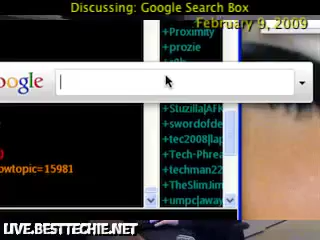 Discussing: Google Search Box
February 9, 2009
+Proximity
+prozie
oogle
+Stuzilla|AFK
+swordofde
+tec2008|lap
+Tech-Phrea
owtopic=15981
+techman22
+TheSlimJim
+umpc|away
LIVE.BESTTECHIE.NET